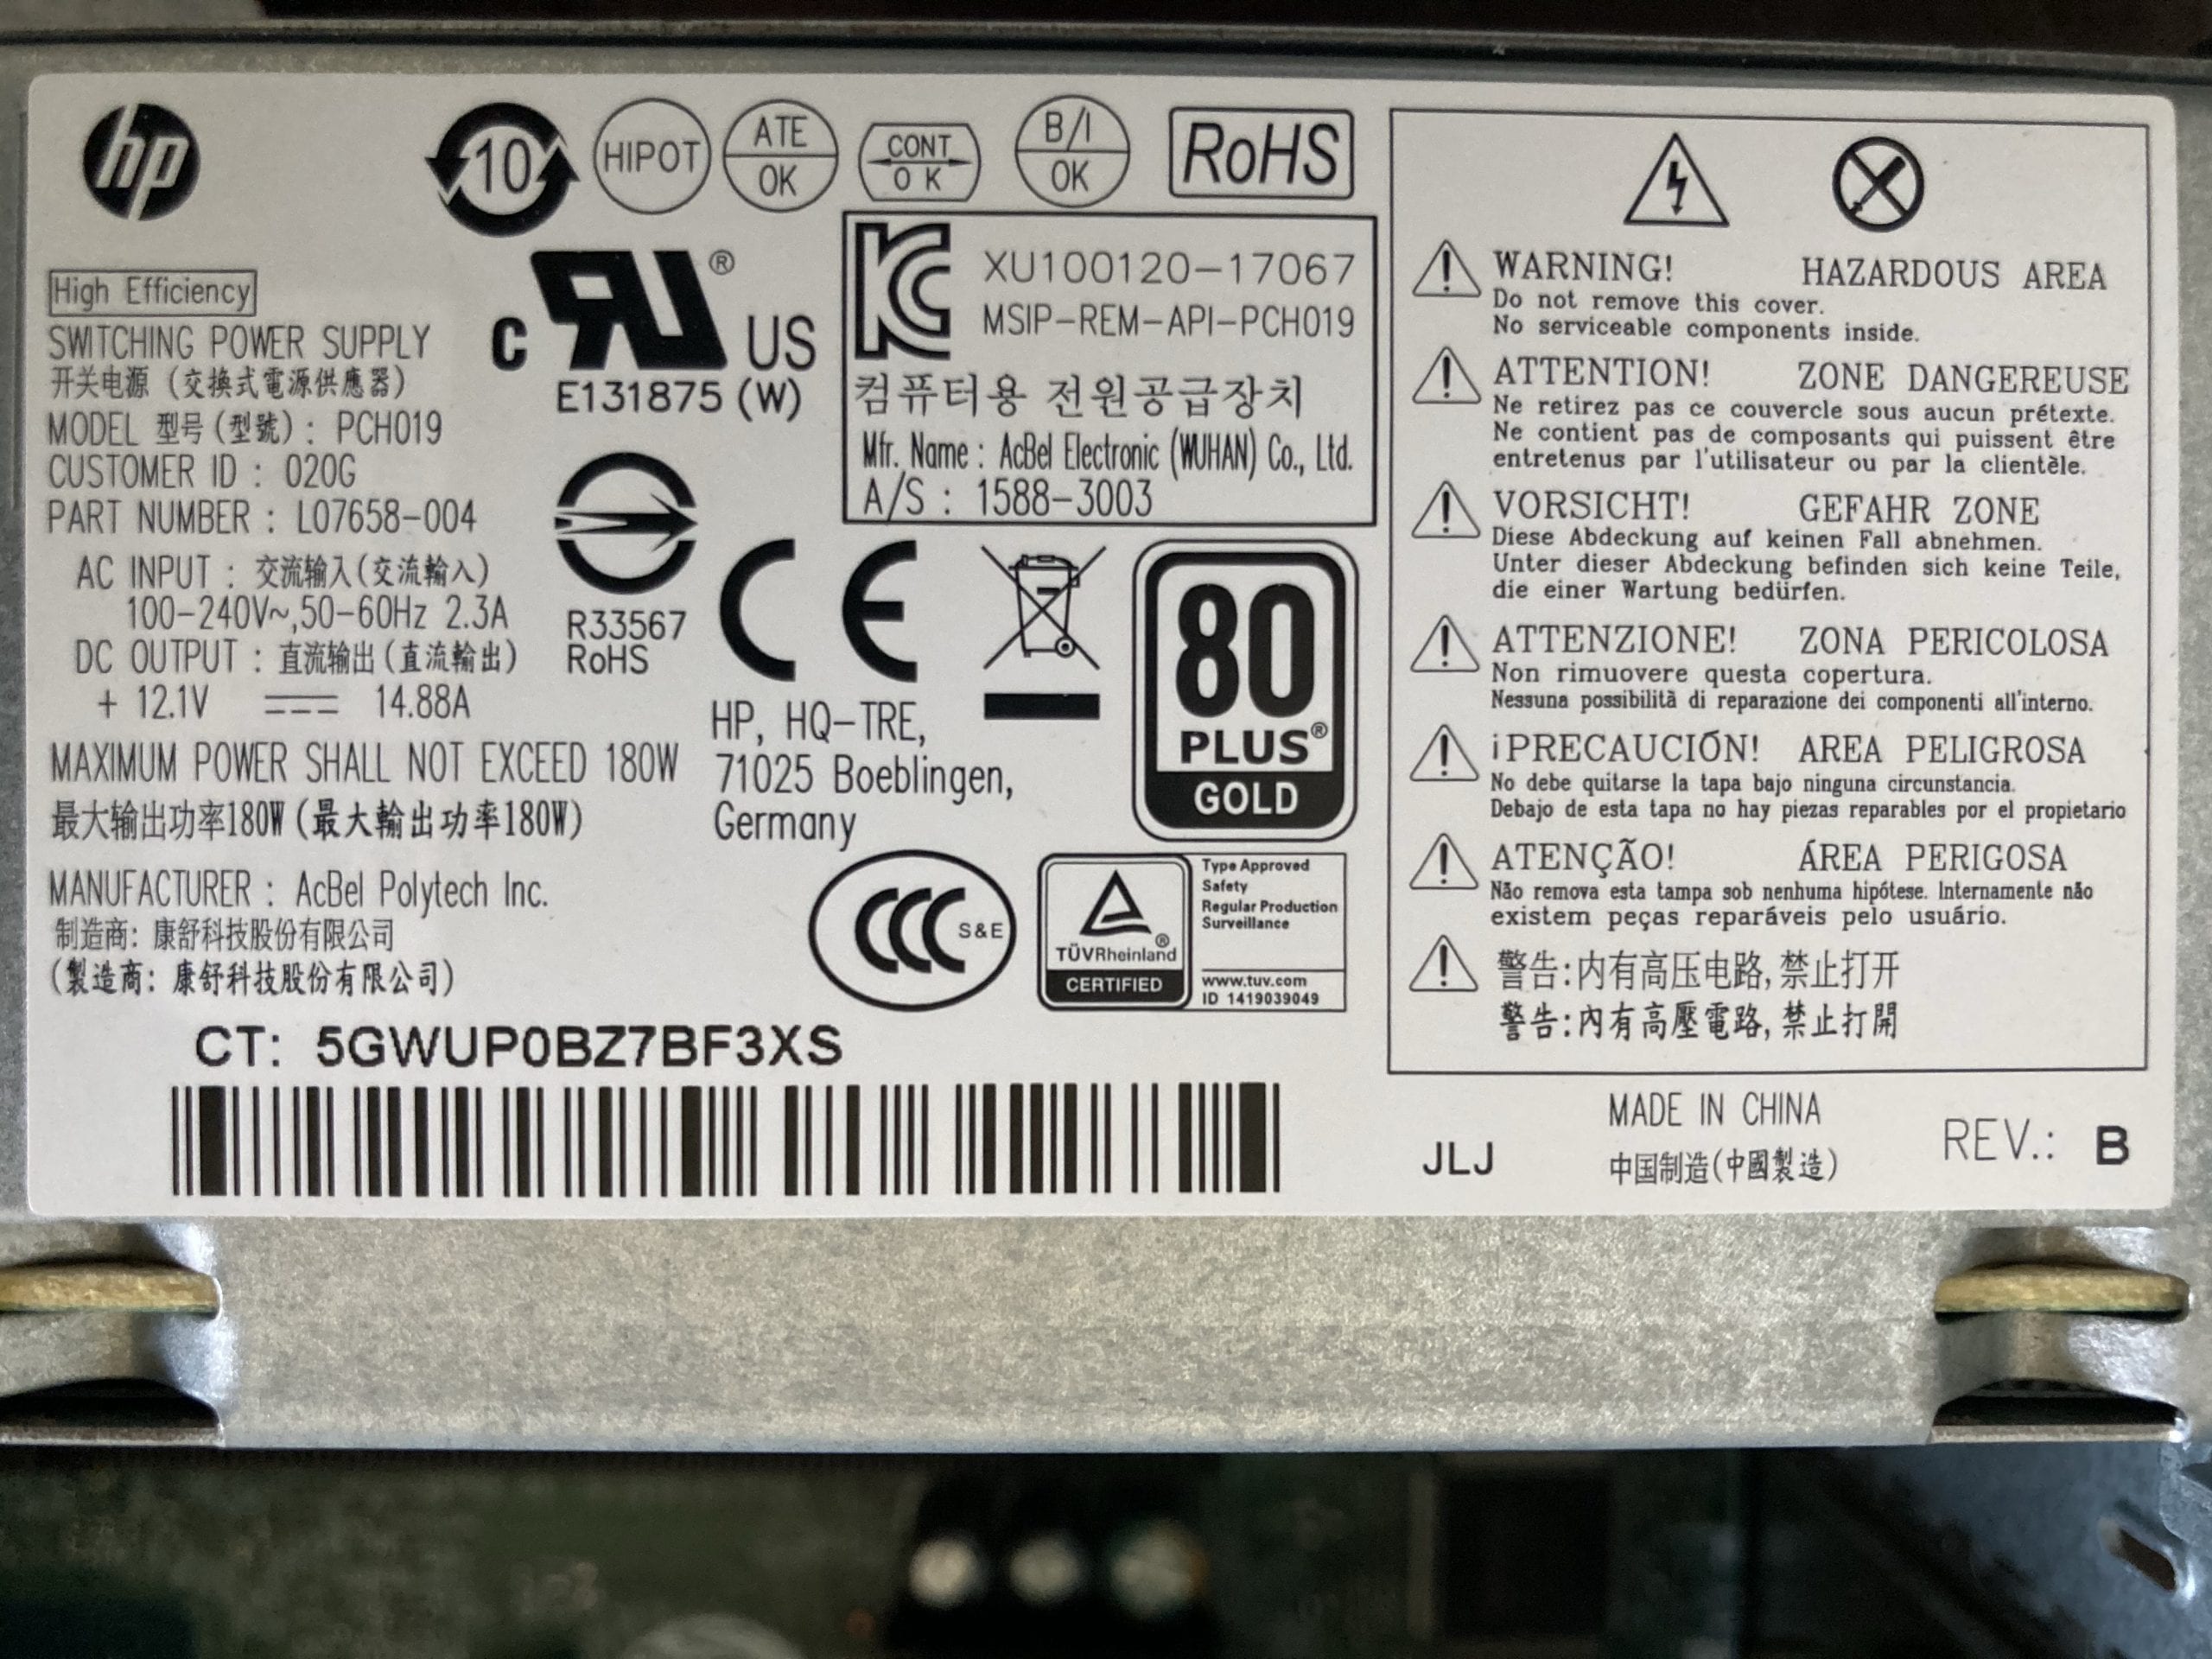 hp
10
HIPOT
ATE
OK
CONT
O K
B/I
OK
RoHS
High Efficiency
SWITCHING POWER SUPPLY
开关电源 (交換式電源供應器)
MODEL 型号(型號): PCH019
CUSTOMER ID : 020G
PART NUMBER : L07658-004
AC INPUT : 交流输入(交流輸入)
100-240V~,50-60Hz 2.3A
DC OUTPUT : 直流输出(直流輸出)
+ 12.1V 14.88A
MAXIMUM POWER SHALL NOT EXCEED 180W
最大输出功率180W(最大輸出功率180W)
MANUFACTURER : AcBel Polytech Inc.
制造商: 康舒科技股份有限公司
(製造商: 康舒科技股份有限公司)
C RU® US
E131875 (W)
R33567
RoHS
KC XU100120-17067
MSIP-REM-API-PCH019
컴퓨터용 전원공급장치
Mfr. Name : AcBel Electronic (WUHAN) Co., Ltd.
A/S : 1588-3003
CE
HP, HQ-TRE,
71025 Boeblingen,
Germany
80
PLUS®
GOLD
CCC S&E
TÜVRheinland®
CERTIFIED
Type Approved
Safety
Regular Production
Surveillance
www.tuv.com
ID 1419039049
CT: 5GWUP0BZ7BF3XS
WARNING! HAZARDOUS AREA
Do not remove this cover.
No serviceable components inside.
ATTENTION! ZONE DANGEREUSE
Ne retirez pas ce couvercle sous aucun prétexte.
Ne contient pas de composants qui puissent être
entretenus par l'utilisateur ou par la clientèle.
VORSICHT! GEFAHR ZONE
Diese Abdeckung auf keinen Fall abnehmen.
Unter dieser Abdeckung befinden sich keine Teile,
die einer Wartung bedürfen.
ATTENZIONE! ZONA PERICOLOSA
Non rimuovere questa copertura.
Nessuna possibilità di reparazione dei componenti all'interno.
¡PRECAUCIÓN! AREA PELIGROSA
No debe quitarse la tapa bajo ninguna circunstancia.
Debajo de esta tapa no hay piezas reparables por el propietario
ATENÇÃO! ÁREA PERIGOSA
Não remova esta tampa sob nenhuma hipótese. Internamente não
existem peças reparáveis pelo usuário.
警告:内有高压电路,禁止打开
警告:內有高壓電路,禁止打開
JLJ
MADE IN CHINA
中国制造(中國製造)
REV.: B